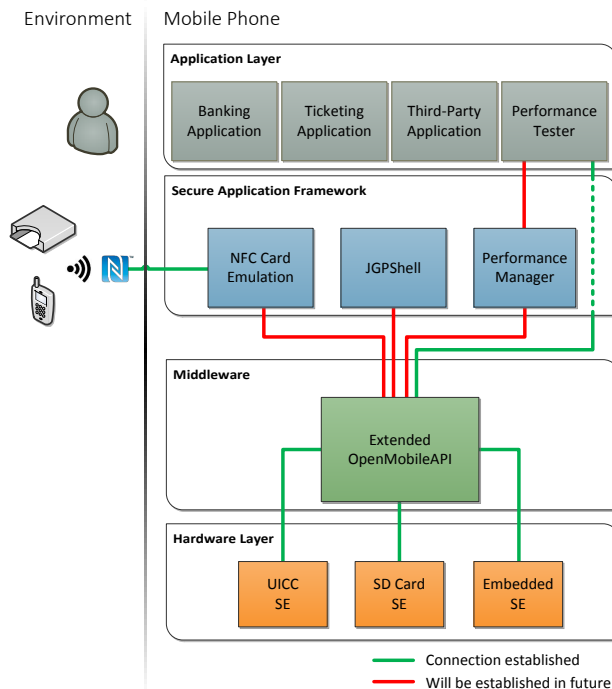 Environment
Mobile Phone
Application Layer
Banking
Application
Ticketing
Application
Third-Party
Application
Performance
Tester
Secure Application Framework
NFC Card
Emulation
JGPShell
Performance
Manager
Middleware
Extended
OpenMobileAPI
Hardware Layer
UICC
SE
SD Card
SE
Embedded
SE
Connection established
Will be established in future